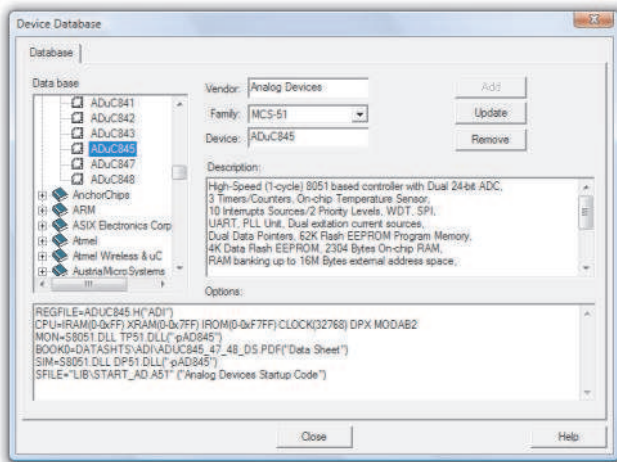 Device Database
Database
Data base
ADuC841
ADuC842
ADuC843
ADuC845
ADuC847
ADuC848
AnchorChips
ARM
ASIX Electronics Corp
Atmel
Atmel Wireless & uC
AustriaMicroSystems
Vendor: Analog Devices
Family: MCS-51
Device: ADuC845
Add
Update
Remove
Description:
High-Speed (1-cycle) 8051 based controller with Dual 24-bit ADC,
3 Timers/Counters, On-chip Temperature Sensor,
10 Interrupts Sources/2 Priority Levels, WDT, SPI,
UART, PLL Unit, Dual exitation current sources,
Dual Data Pointers, 62K Flash EEPROM Program Memory,
4K Data Flash EEPROM, 2304 Bytes On-chip RAM,
RAM banking up to 16M Bytes external address space,
Options:
REGFILE=ADUC845.H("ADI")
CPU=IRAM(0-0xFF) XRAM(0-0x7FF) IROM(0-0xF7FF) CLOCK(32768) DPX MODAB2
MON=S8051.DLL TP51.DLL("-pAD845")
BOOK0=DATASHTS\ADI\ADUC845_47_48_DS.PDF("Data Sheet")
SIM=S8051.DLL DP51.DLL("-pAD845")
SFILE="LIB\START_AD.A51" ("Analog Devices Startup Code")
Close
Help